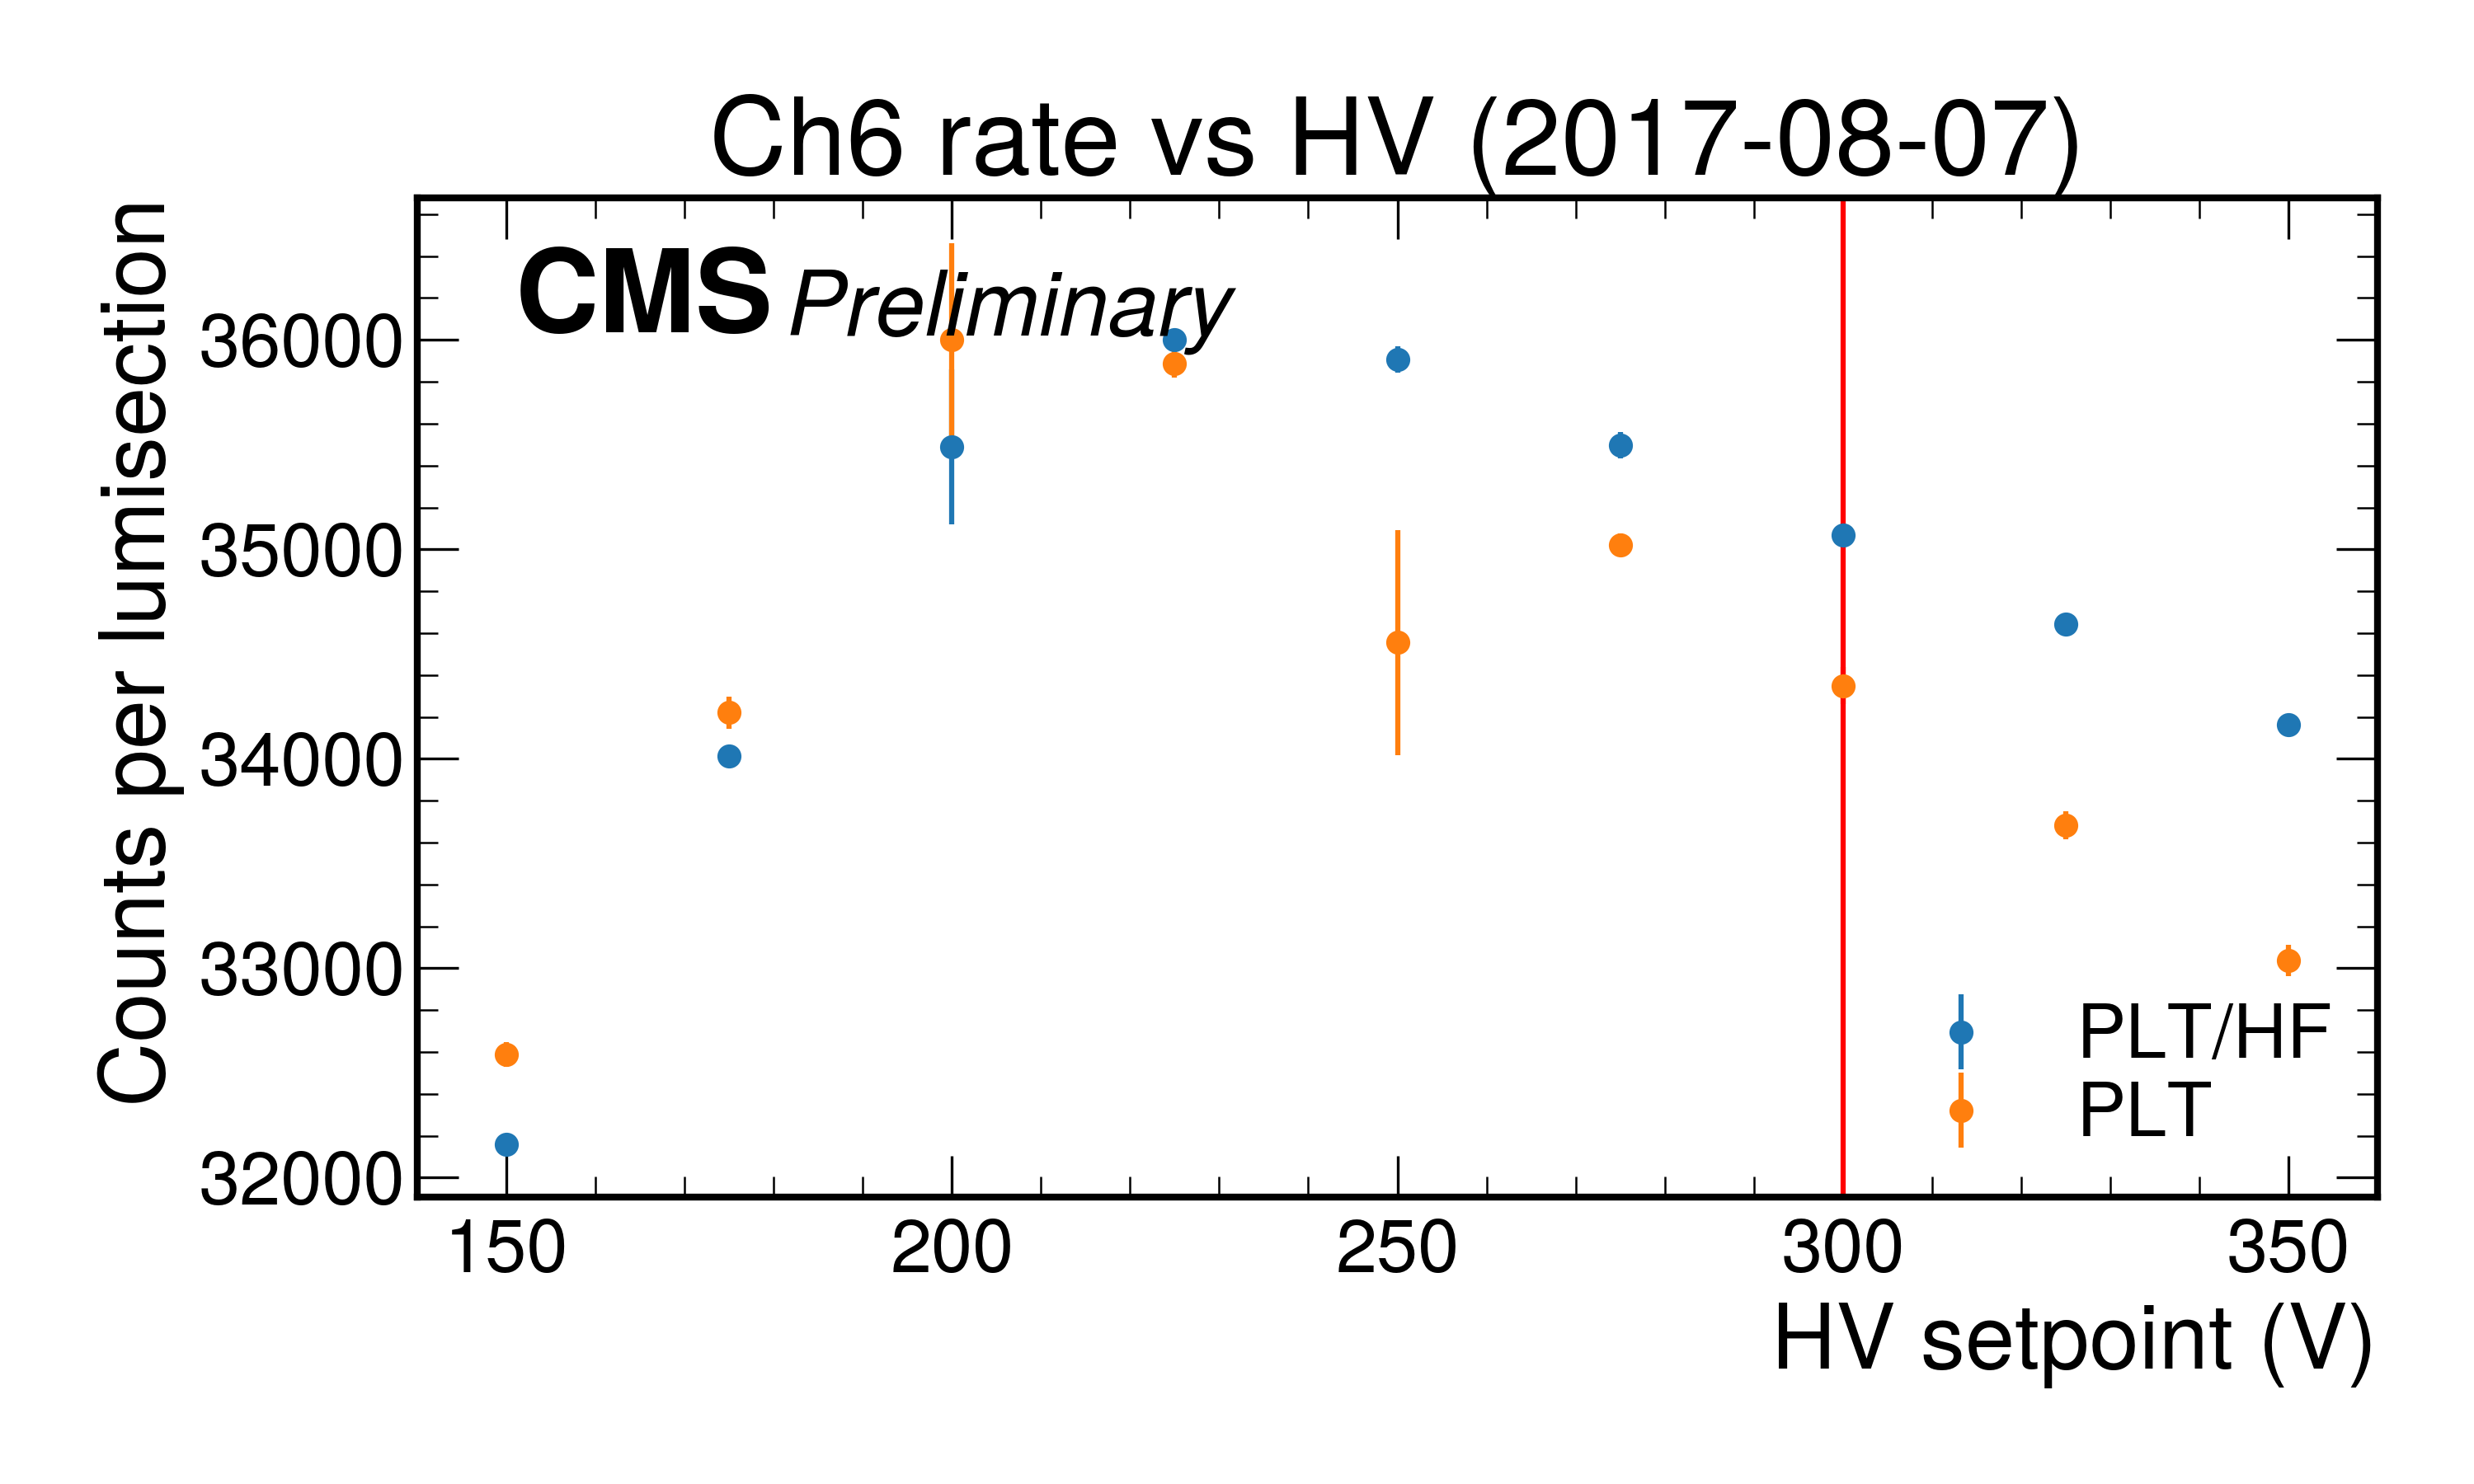 Ch6 rate vs HV (2017-08-07)
CMS Preliminary
Counts per lumisection
36000
35000
34000
33000
32000
PLT/HF
PLT
150 200 250 300 350
HV setpoint (V)